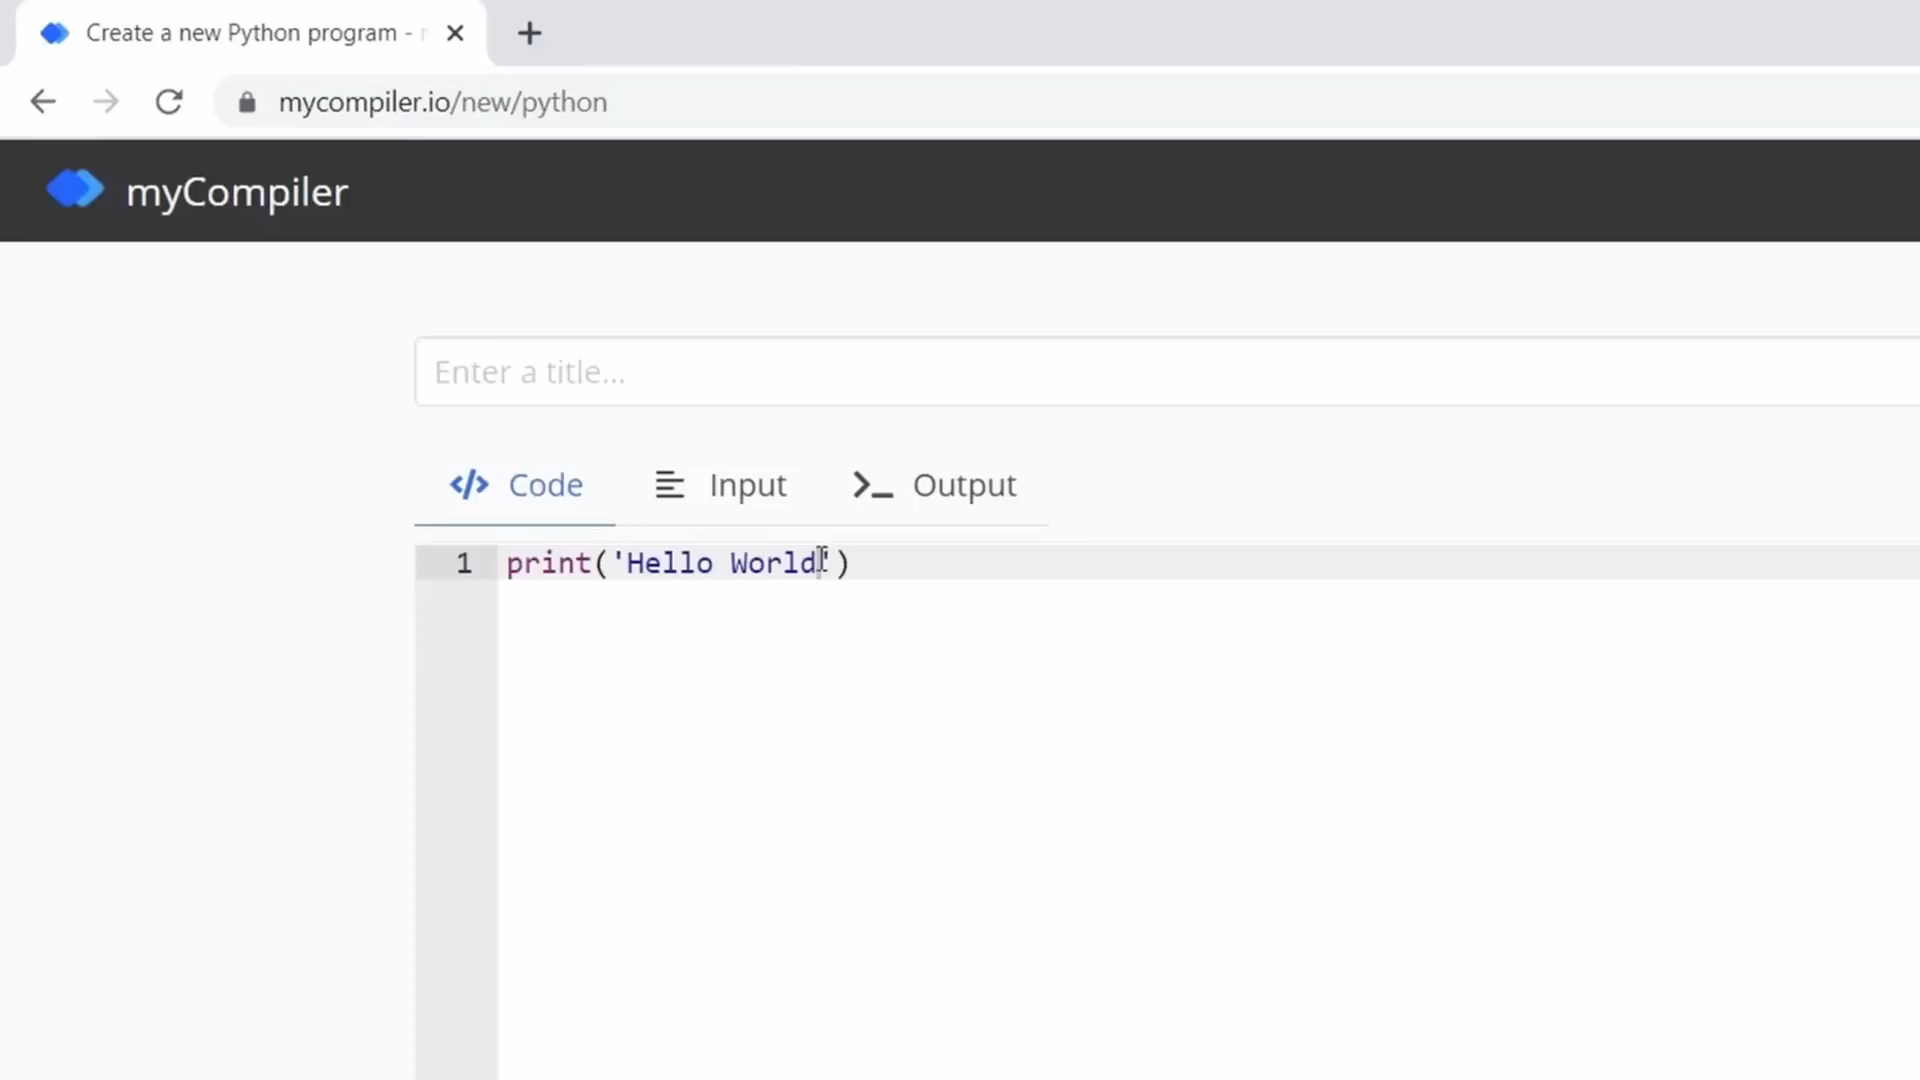 Create a new Python program -
mycompiler.io/new/python
myCompiler
Enter a title...
</> Code Input >_ Output
1 print('Hello World')